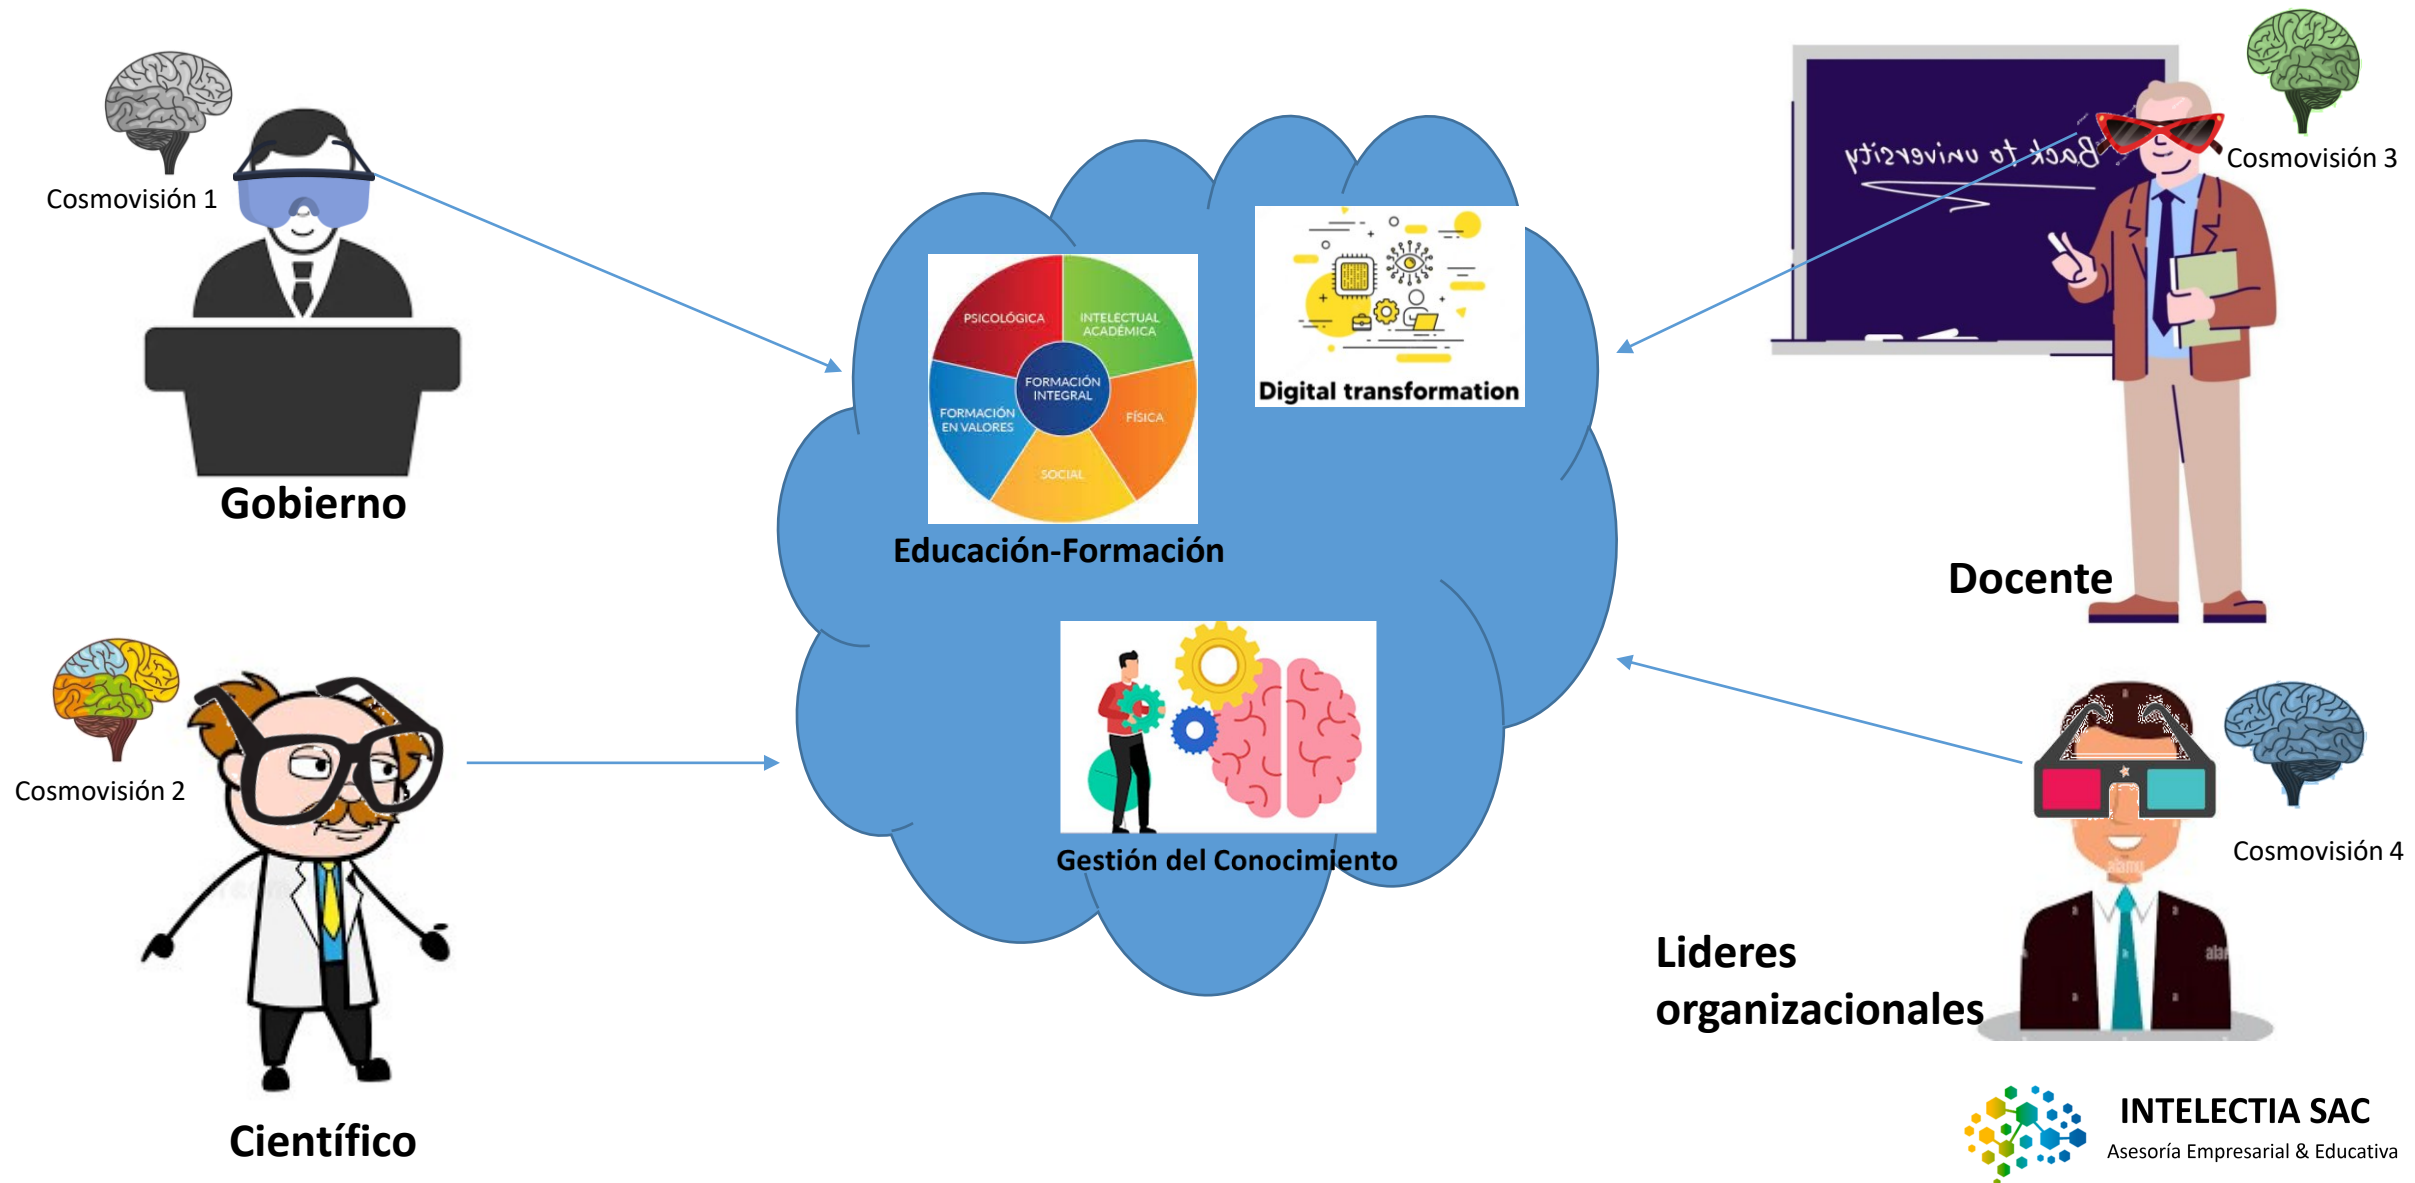 Cosmovisión 1
Gobierno
Cosmovisión 2
Científico
PSICOLÓGICA
INTELECTUAL
ACADÉMICA
FORMACIÓN
INTEGRAL
FORMACIÓN
EN VALORES
FÍSICA
SOCIAL
Educación-Formación
Digital transformation
Gestión del Conocimiento
Back to university
Cosmovisión 3
Docente
Cosmovisión 4
alamy
Lideres
organizacionales
INTELECTIA SAC
Asesoría Empresarial & Educativa